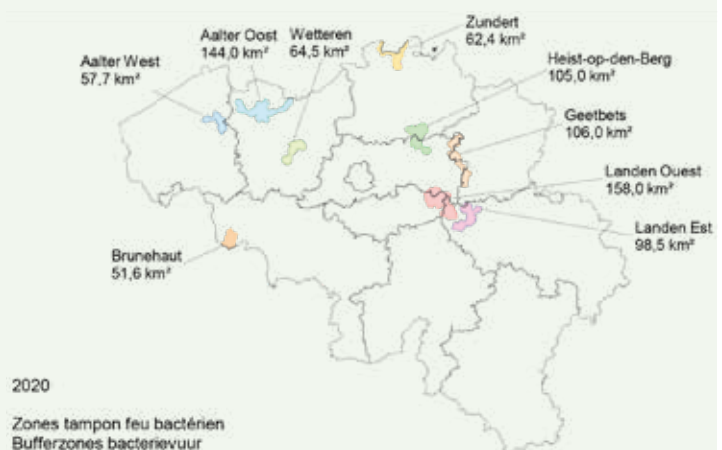 Zundert
62,4 km²
Aalter Oost
144,0 km²
Wetteren
64,5 km²
Aalter West
57,7 km²
Heist-op-den-Berg
105,0 km²
Geetbets
106,0 km²
Landen Ouest
158,0 km²
Landen Est
98,5 km²
Brunehaut
51,6 km²
2020
Zones tampon feu bactérien
Bufferzones bacterievuur